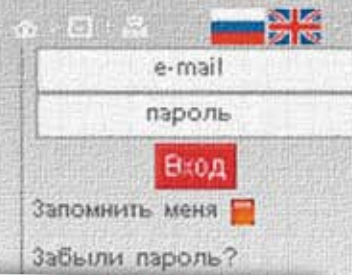 e-mail
пароль
Вход
Запомнить меня
Забыли пароль?